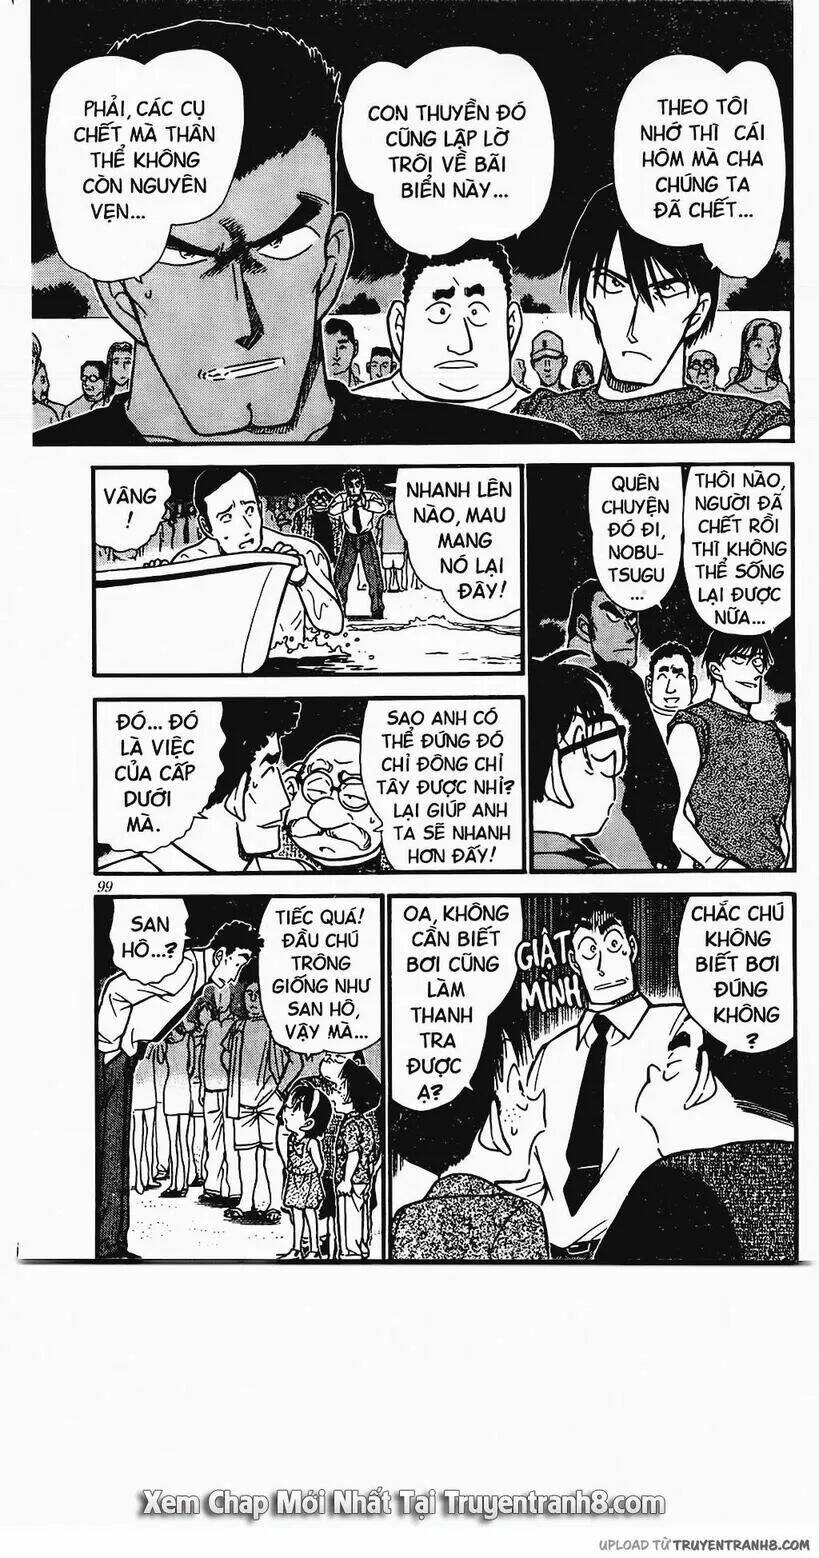 THEO TÔI
NHỚ THÌ CÁI
HÔM MÀ CHA
CHÚNG TA
ĐÃ CHẾT...
CON THUYỀN ĐÓ
CŨNG LẬP LỜ
TRÔI VỀ BÃI
BIỂN NÀY...
PHẢI, CÁC CỤ
CHẾT MÀ THÂN
THỂ KHÔNG
CÒN NGUYÊN
VẸN...
THÔI NÀO,
NGƯỜI ĐÃ
CHẾT RỒI
THÌ KHÔNG
THỂ SỐNG
LẠI ĐƯỢC
NỮA...
QUÊN
CHUYỆN
ĐÓ ĐI,
NOBU-
TSUGU
...
NHANH LÊN
NÀO, MAU
MANG
NÓ LẠI
ĐÂY!
VÂNG
!
SAO ANH CÓ
THỂ ĐỨNG ĐÓ
CHỈ ĐÔNG CHỈ
TÂY ĐƯỢC NHỈ?
LẠI GIÚP ANH
TA SẼ NHANH
HƠN ĐẤY!
ĐÓ... ĐÓ
LÀ VIỆC
CỦA CẤP
DƯỚI
MÀ.
99
CHẮC CHÚ
KHÔNG
BIẾT BƠI
ĐÚNG
KHÔNG
?
GIẬT
MÌNH
OA, KHÔNG
CẦN BIẾT
BƠI CŨNG
LÀM
THANH
TRA
ĐƯỢC
Ạ?
TIẾC QUÁ!
ĐẦU CHÚ
TRÔNG
GIỐNG NHƯ
SAN HÔ,
VẬY MÀ...
SAN
HÔ...?
Xem Chap Mới Nhất Tại Truyentranh8.com
UPLOAD TỪ TRUYENTRANH8.COM